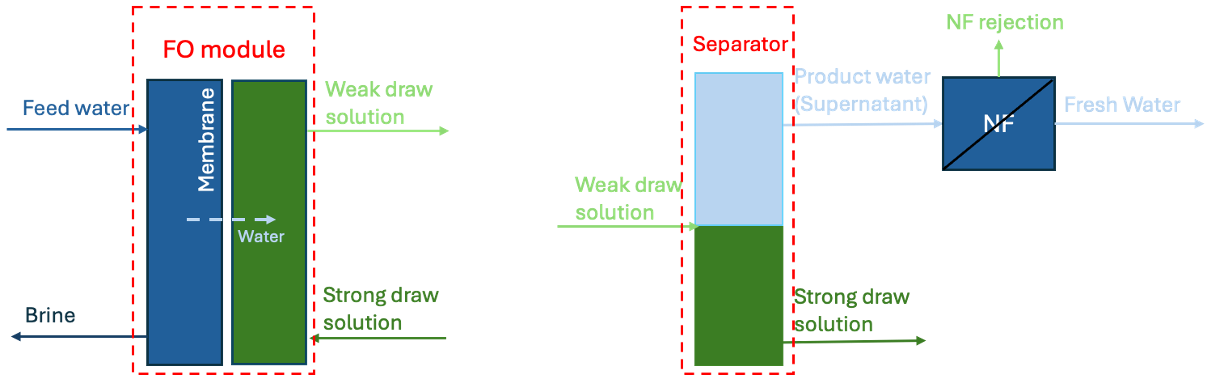 FO module
Feed water
Membrane
Weak draw
solution
Water
Strong draw
solution
Brine
Separator
Product water
(Supernatant)
NF rejection
NF
Fresh Water
Weak draw
solution
Strong draw
solution